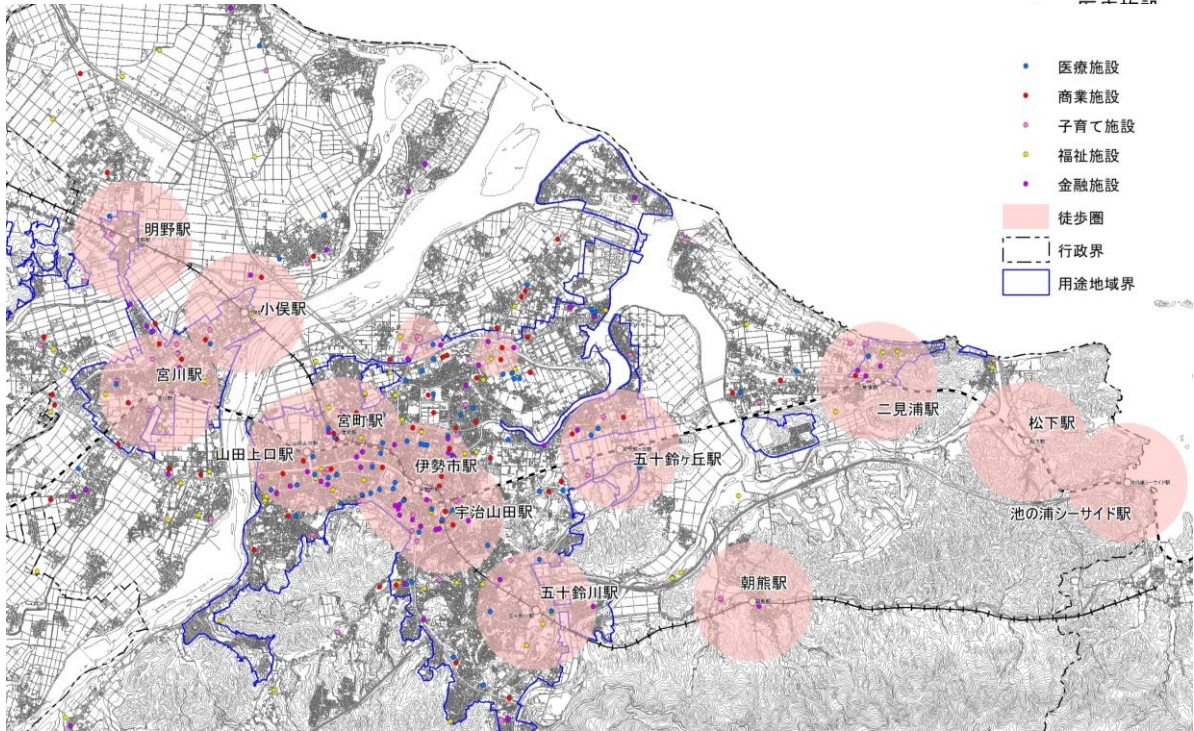 医療施設
商業施設
子育て施設
福祉施設
金融施設
徒歩圏
行政界
用途地域界
明野駅
小俣駅
宮川駅
宮町駅
山田上口駅
伊勢市駅
宇治山田駅
五十鈴ヶ丘駅
二見浦駅
松下駅
池の浦シーサイド駅
五十鈴川駅
朝熊駅